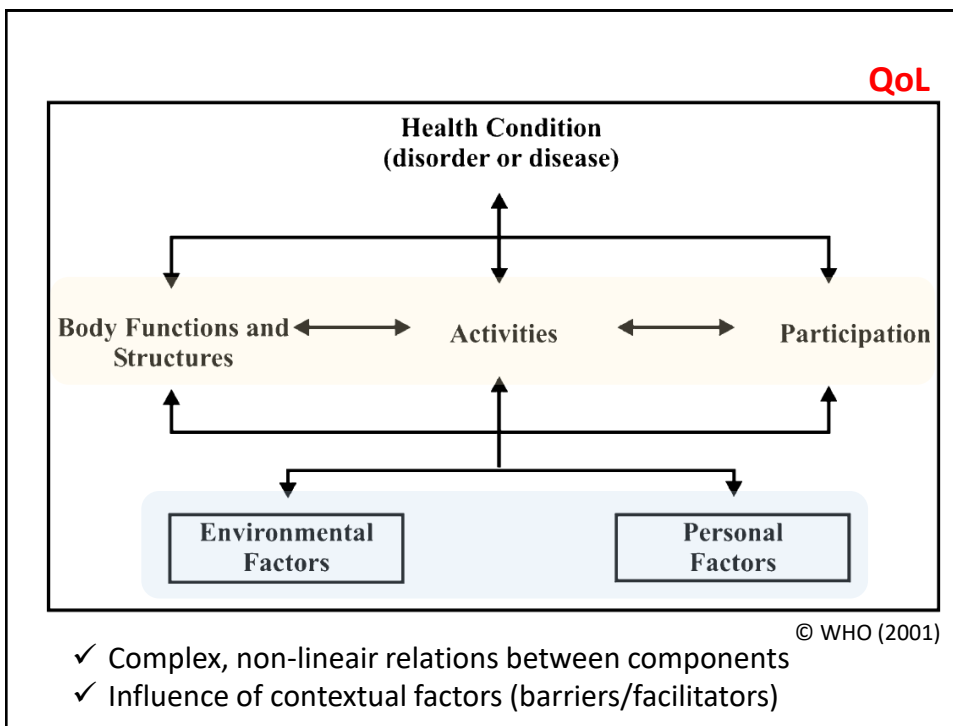 QoL
Health Condition
(disorder or disease)
Body Functions and
Structures
Activities
Participation
Environmental
Factors
Personal
Factors
© WHO (2001)
✓ Complex, non-lineair relations between components
✓ Influence of contextual factors (barriers/facilitators)